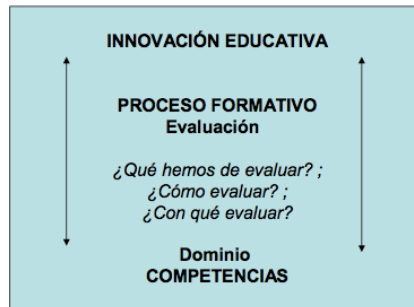 INNOVACIÓN EDUCATIVA
PROCESO FORMATIVO
Evaluación
¿Qué hemos de evaluar? ;
¿Cómo evaluar? ;
¿Con qué evaluar?
Dominio
COMPETENCIAS